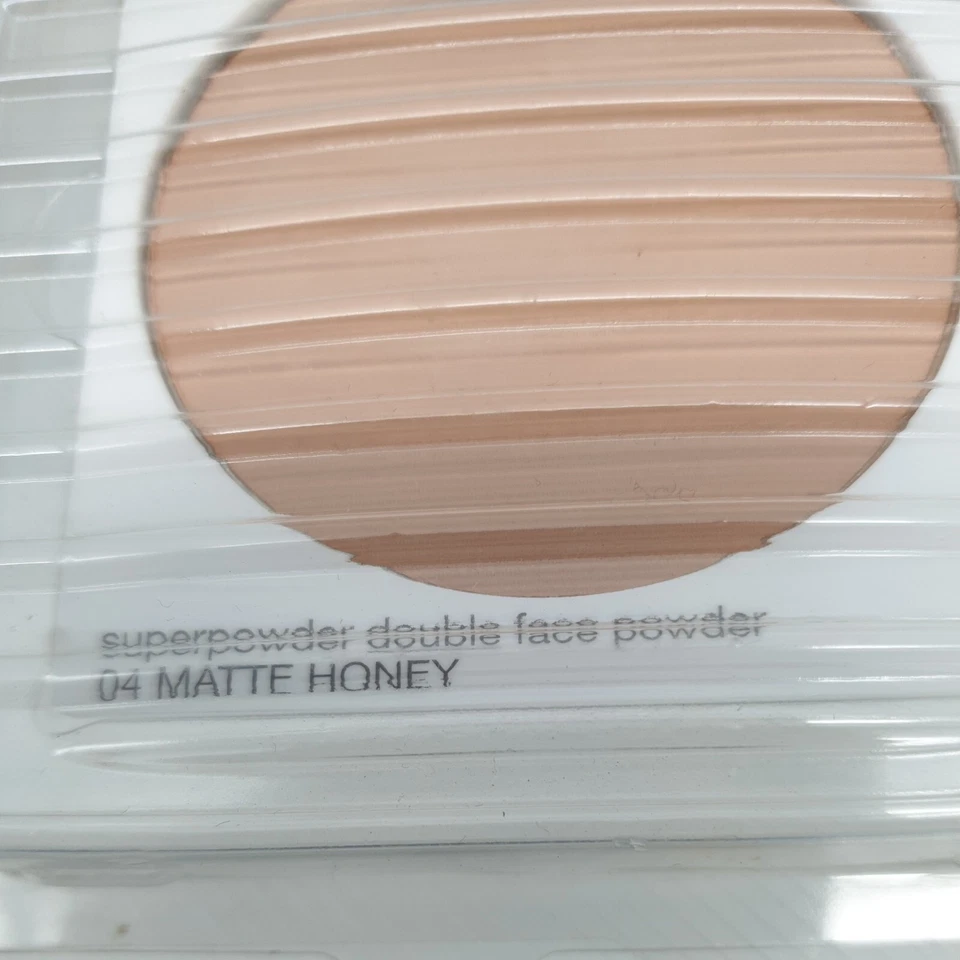 superpowder double face powder
04 MATTE HONEY